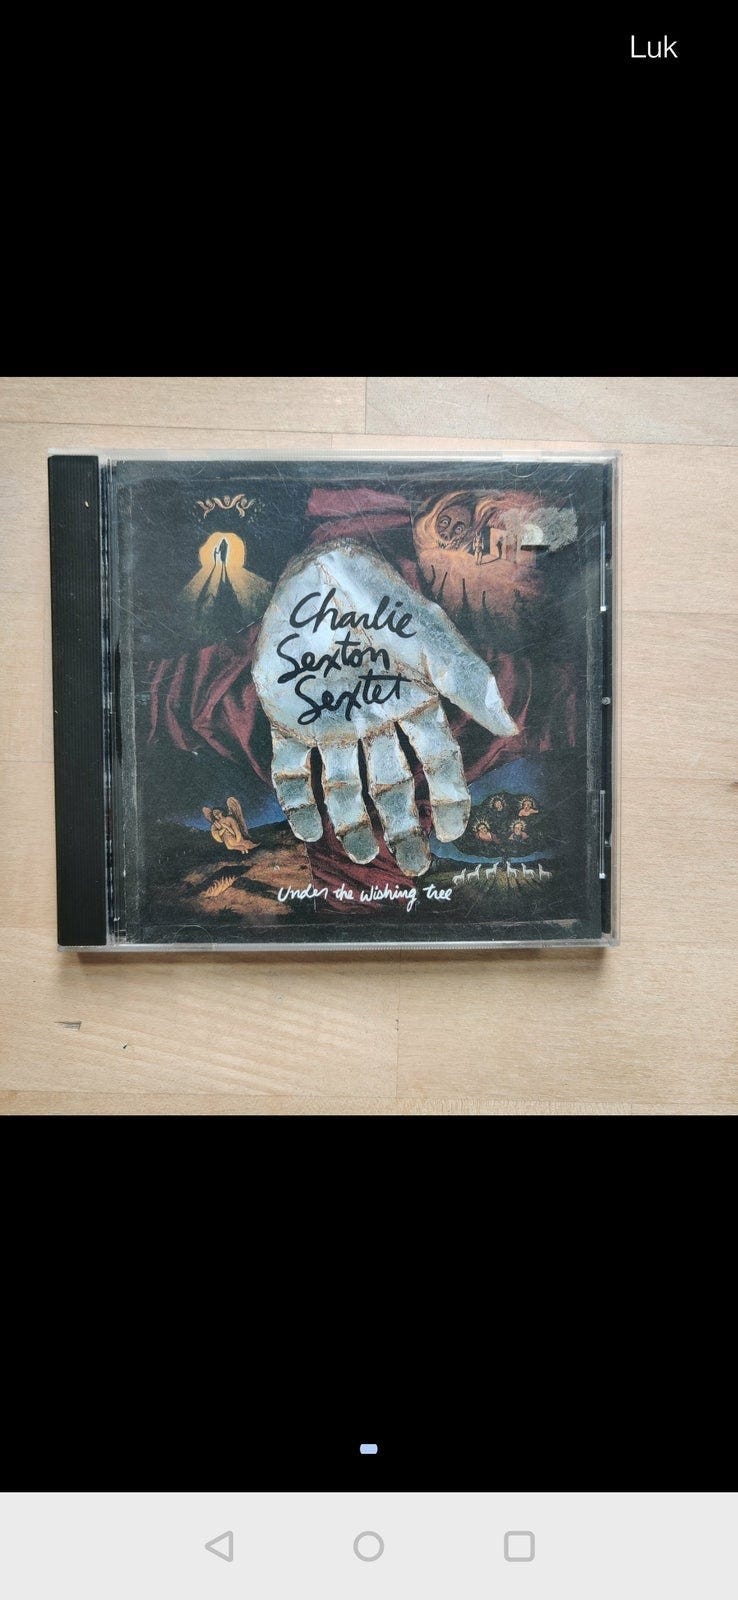 Luk
Charlie
Sexton
Sextet
Under the Wishing tree